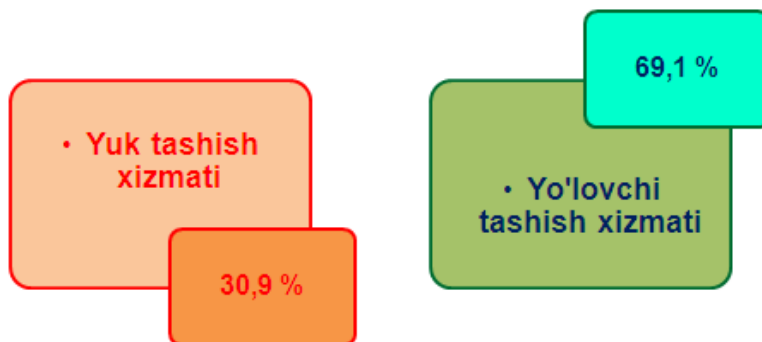 • Yuk tashish
xizmati
30,9 %
69,1 %
• Yo'lovchi
tashish xizmati